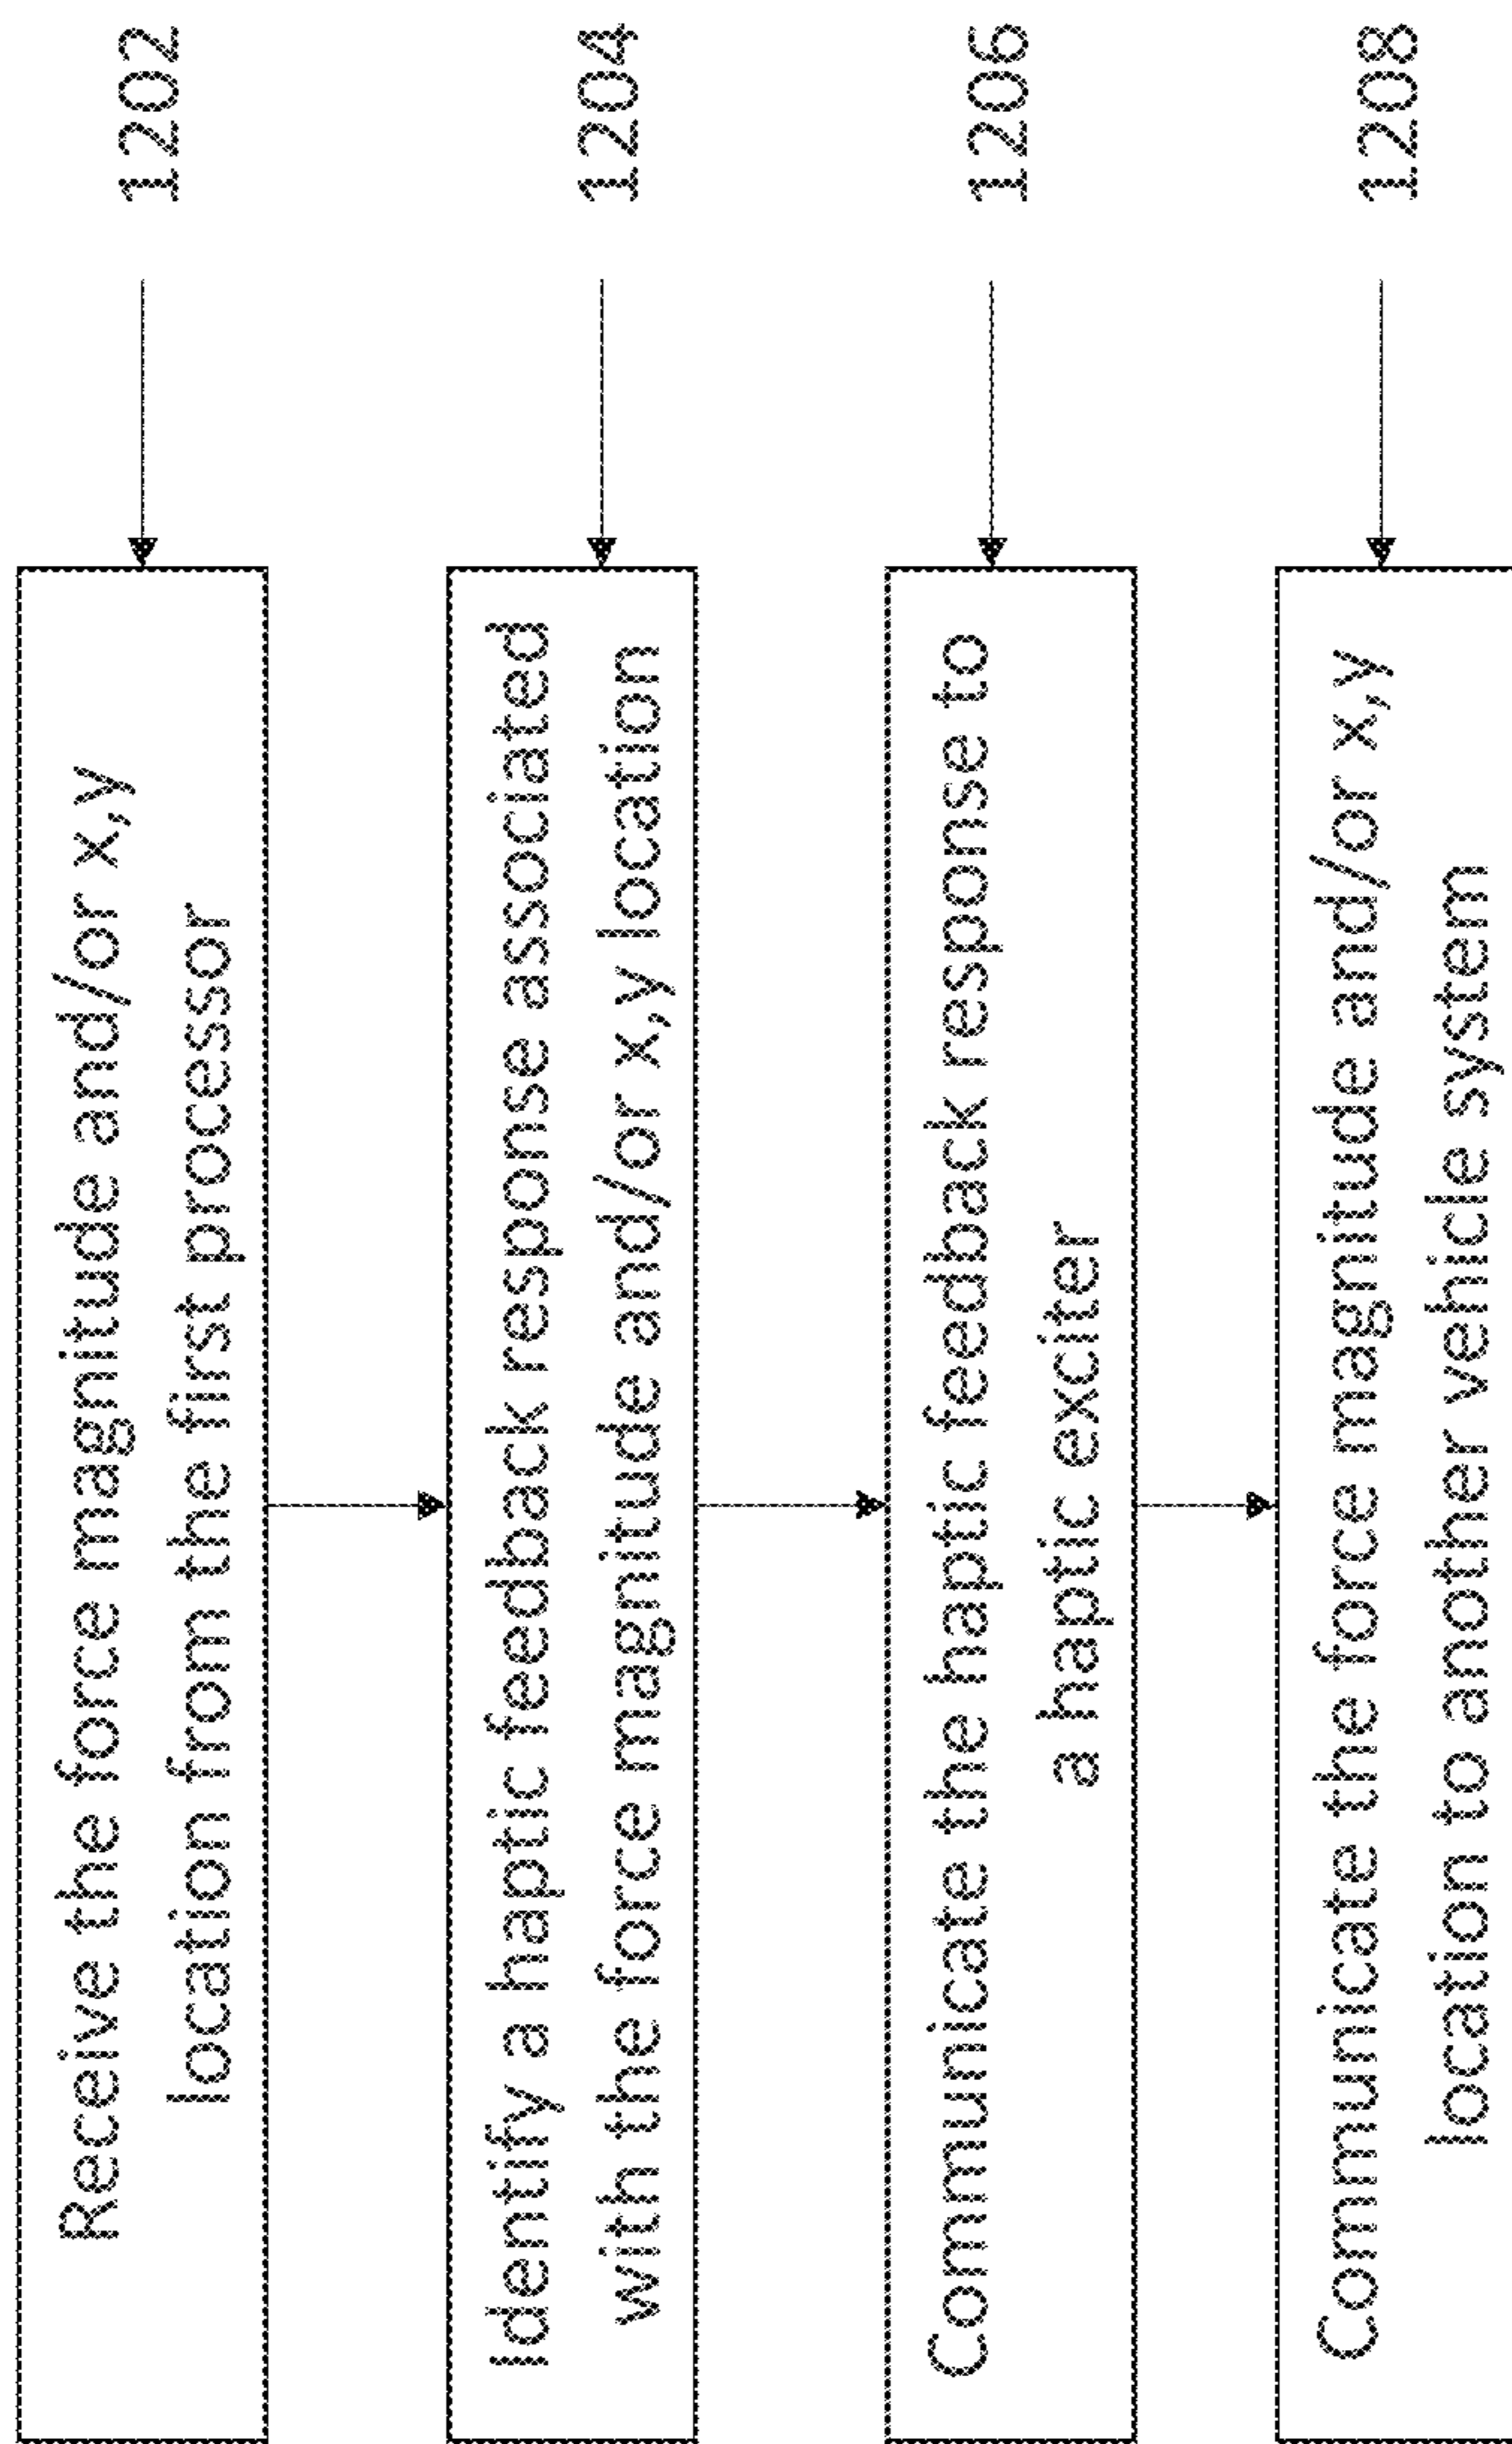 Receive the force magnitude and/or x,y
location from the first processor
1202
Identify a haptic feedback response associated
with the force magnitude and/or x,y location
1204
Communicate the haptic feedback response to
a haptic exciter
1206
Communicate the force magnitude and/or x,y
location to another vehicle system
1208